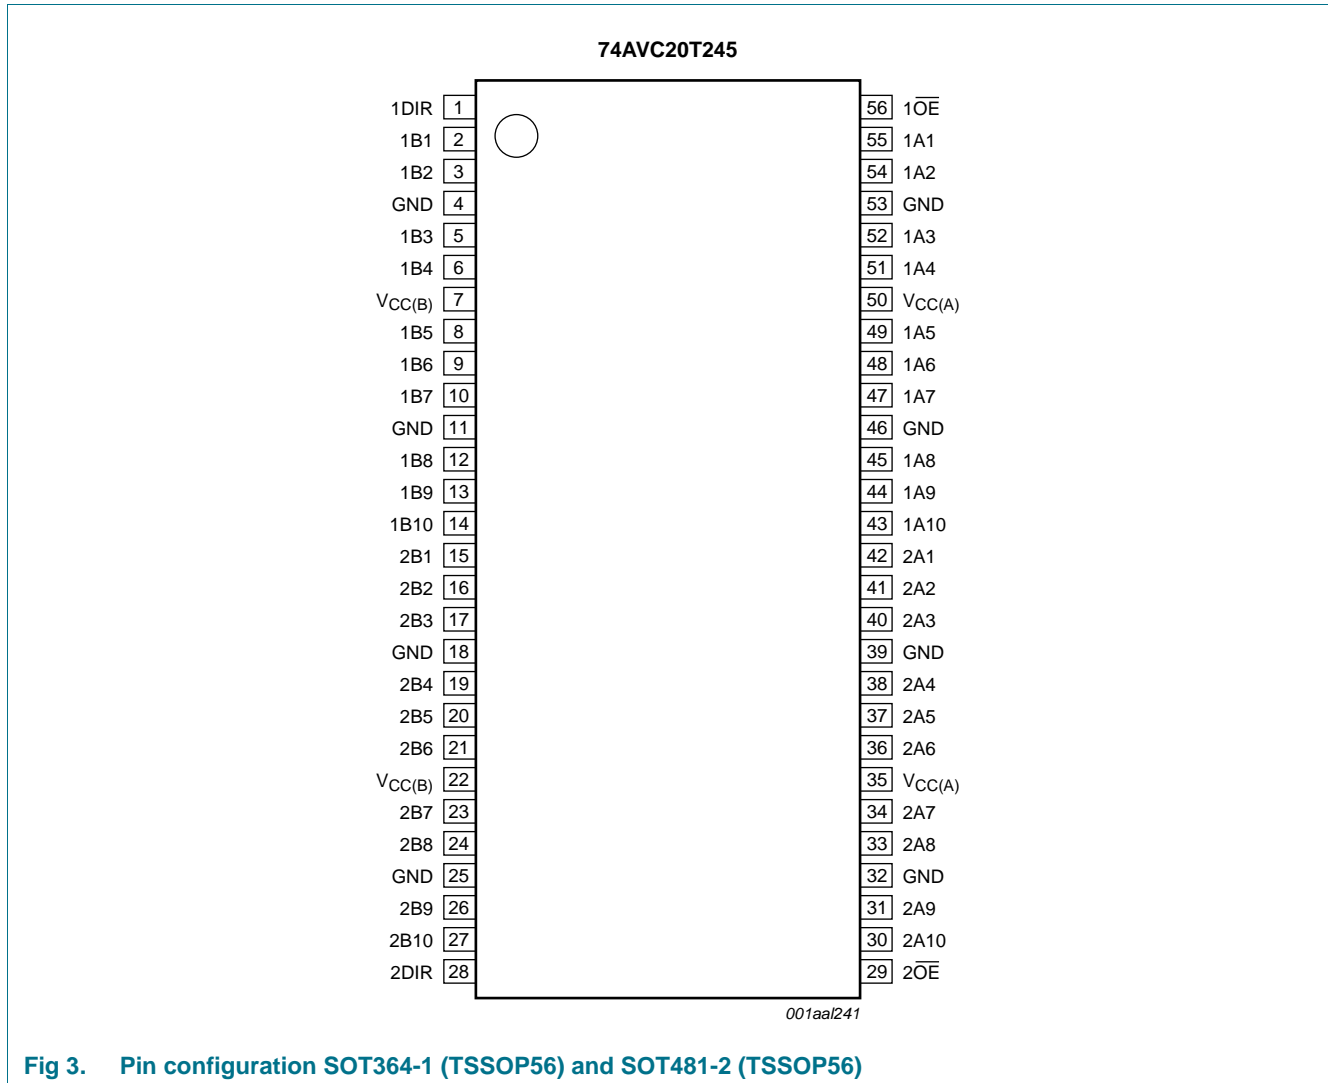 74AVC20T245
1DIR 1 56 1OE
1B1 2 55 1A1
1B2 3 54 1A2
GND 4 53 GND
1B3 5 52 1A3
1B4 6 51 1A4
VCC(B) 7 50 VCC(A)
1B5 8 49 1A5
1B6 9 48 1A6
1B7 10 47 1A7
GND 11 46 GND
1B8 12 45 1A8
1B9 13 44 1A9
1B10 14 43 1A10
2B1 15 42 2A1
2B2 16 41 2A2
2B3 17 40 2A3
GND 18 39 GND
2B4 19 38 2A4
2B5 20 37 2A5
2B6 21 36 2A6
VCC(B) 22 35 VCC(A)
2B7 23 34 2A7
2B8 24 33 2A8
GND 25 32 GND
2B9 26 31 2A9
2B10 27 30 2A10
2DIR 28 29 2OE
001aal241
Fig 3. Pin configuration SOT364-1 (TSSOP56) and SOT481-2 (TSSOP56)